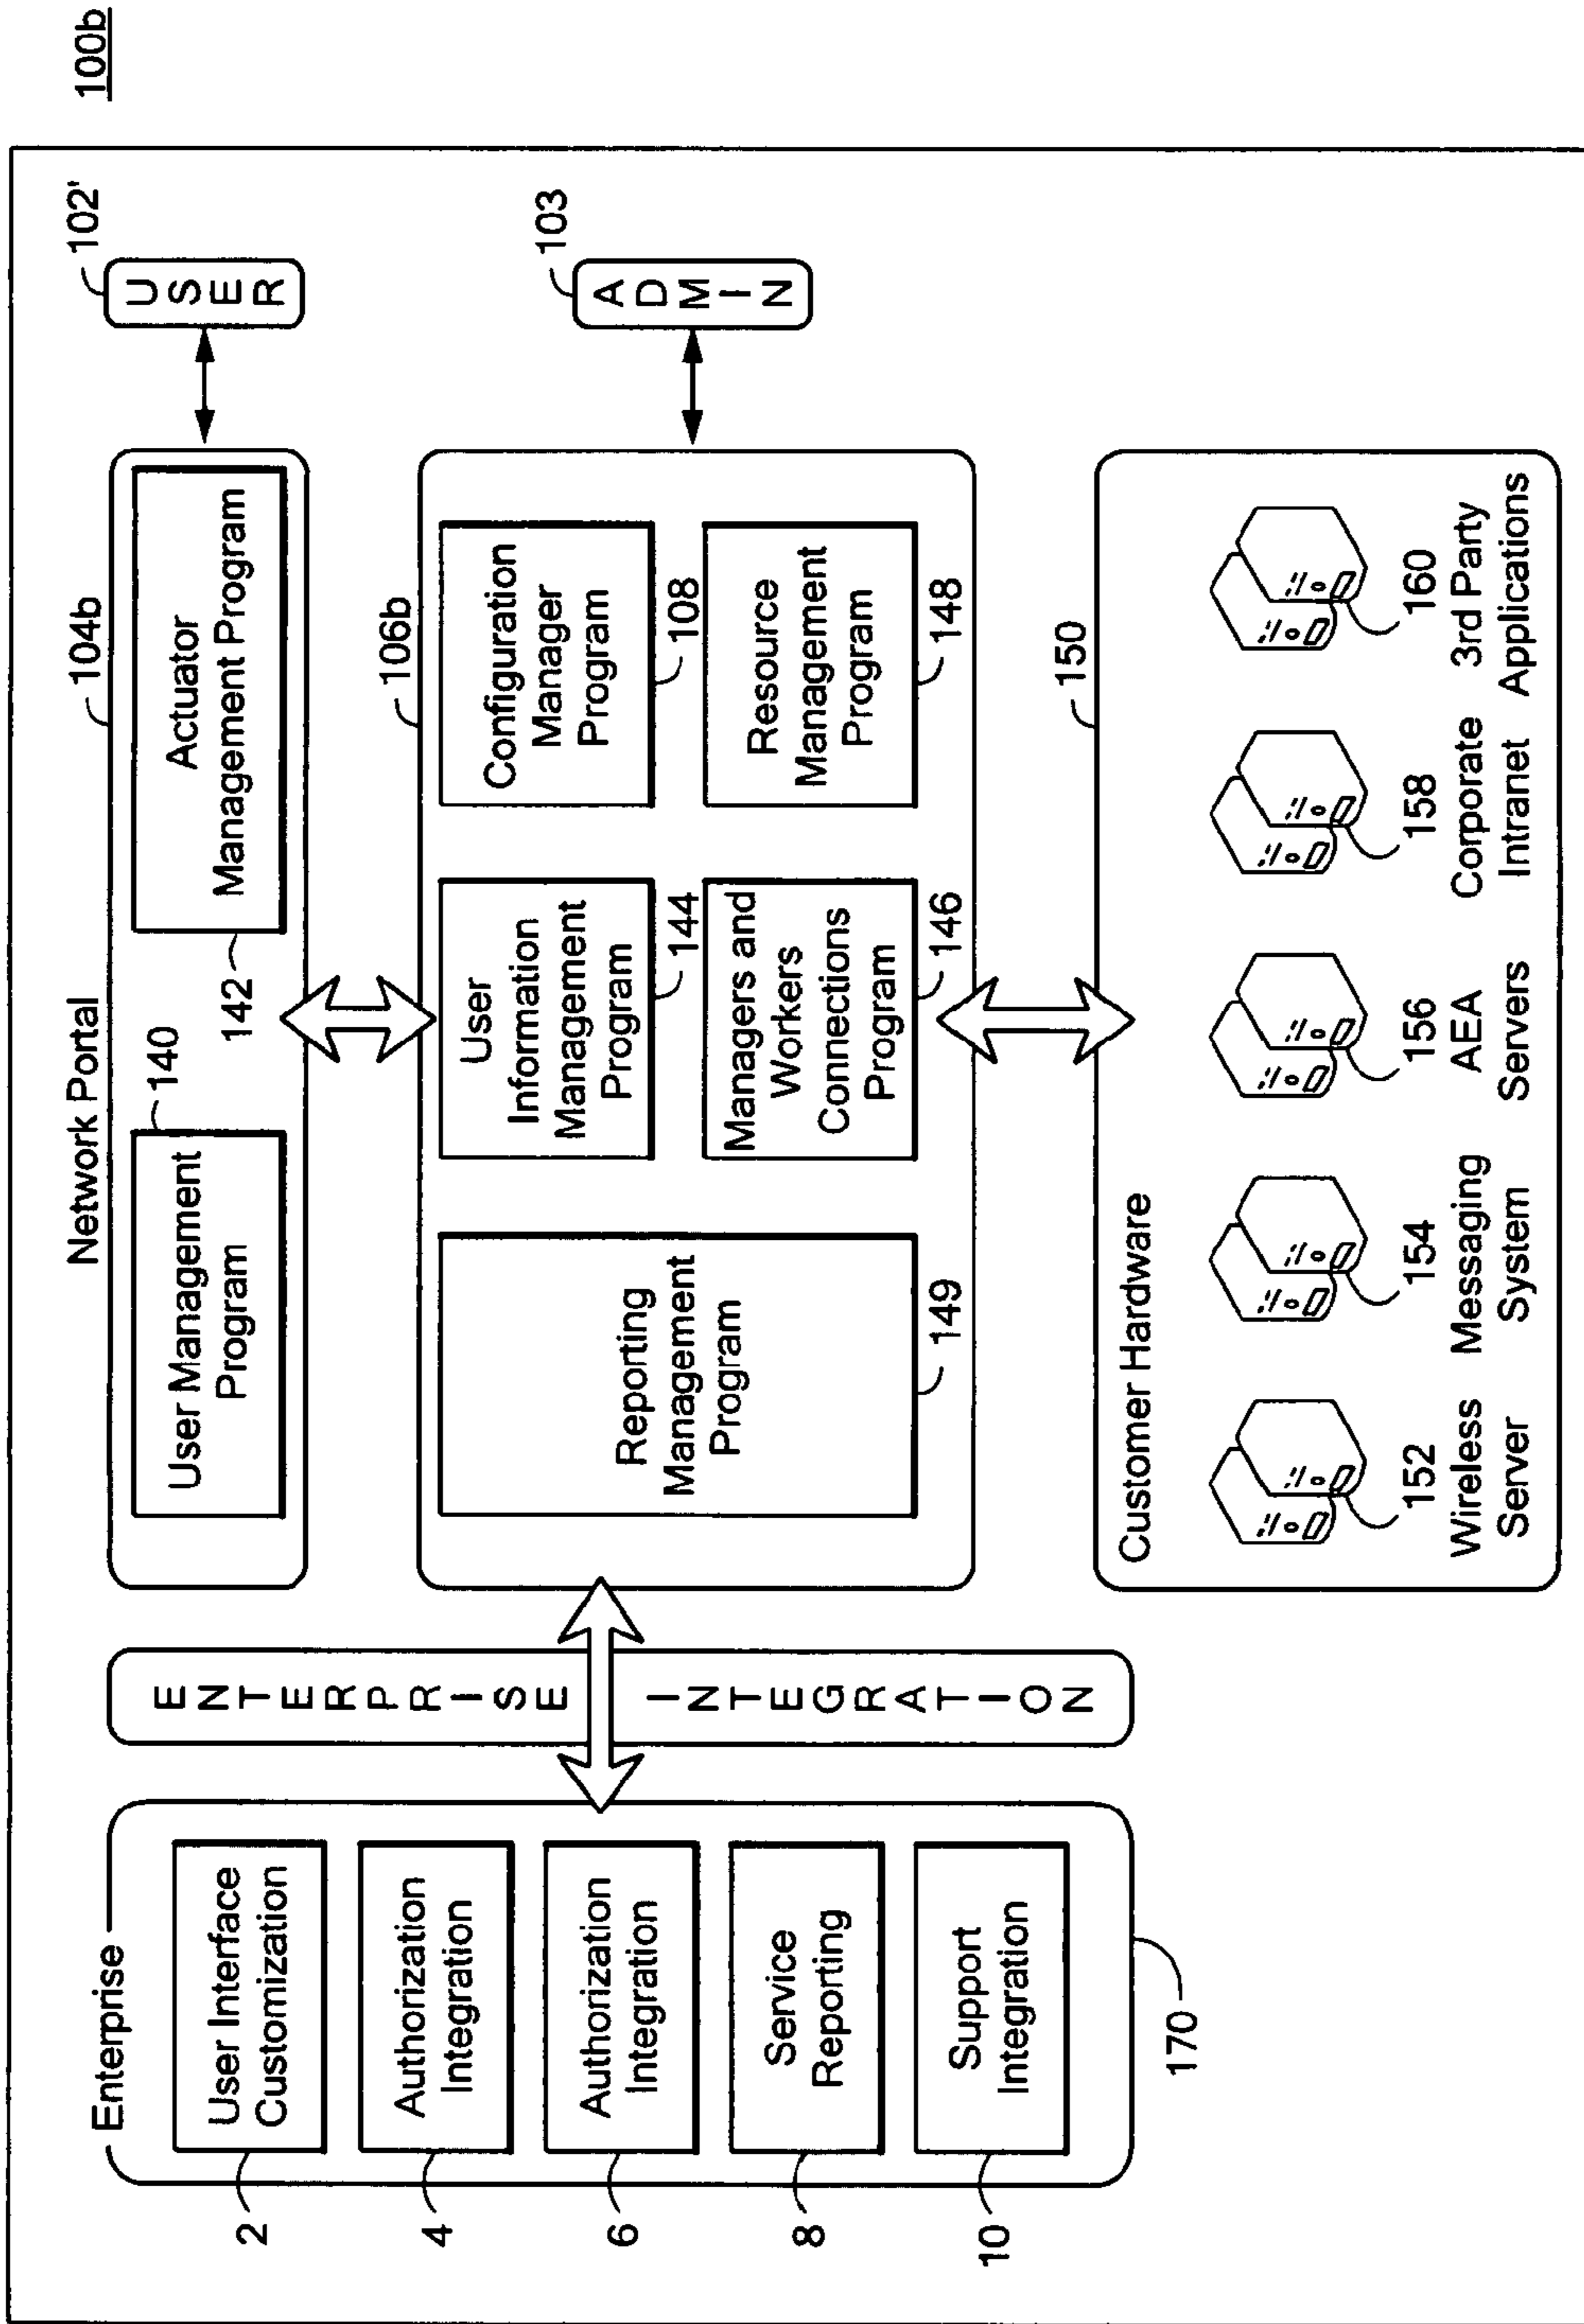 100b
Enterprise
User Interface
Customization
2
Authorization
Integration
4
Authorization
Integration
6
Service
Reporting
8
Support
Integration
10
170
ENTERPRISE
INTEGRATION
Network Portal
104b
User Management
Program
140
Actuator
Management Program
142
USER
102'
106b
Reporting
Management
Program
149
User
Information
Management
Program
144
Configuration
Manager
Program
108
Managers and
Workers
Connections
Program
146
Resource
Management
Program
148
ADMIN
103
Customer Hardware
150
152
Wireless
Server
154
Messaging
System
156
AEA
Servers
158
Corporate
Intranet
160
3rd Party
Applications